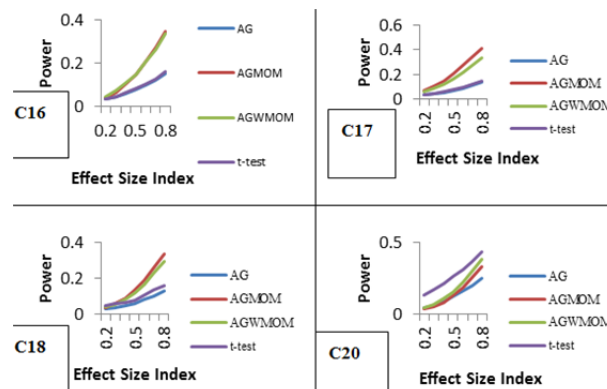 0.4
0.2
0
Power
0.2 0.5 0.8
Effect Size Index
AG
AGMOM
AGWMOM
t-test
C16
0.6
0.4
0.2
0
Power
0.2 0.5 0.8
Effect Size Index
AG
AGMOM
AGWMOM
t-test
C17
0.4
0.2
0
Power
0.2 0.5 0.8
Effect Size Index
AG
AGMOM
AGWMOM
t-test
C18
0.5
0
Power
0.2 0.5 0.8
Effect Size Index
AG
AGMOM
AGWMOM
t-test
C20